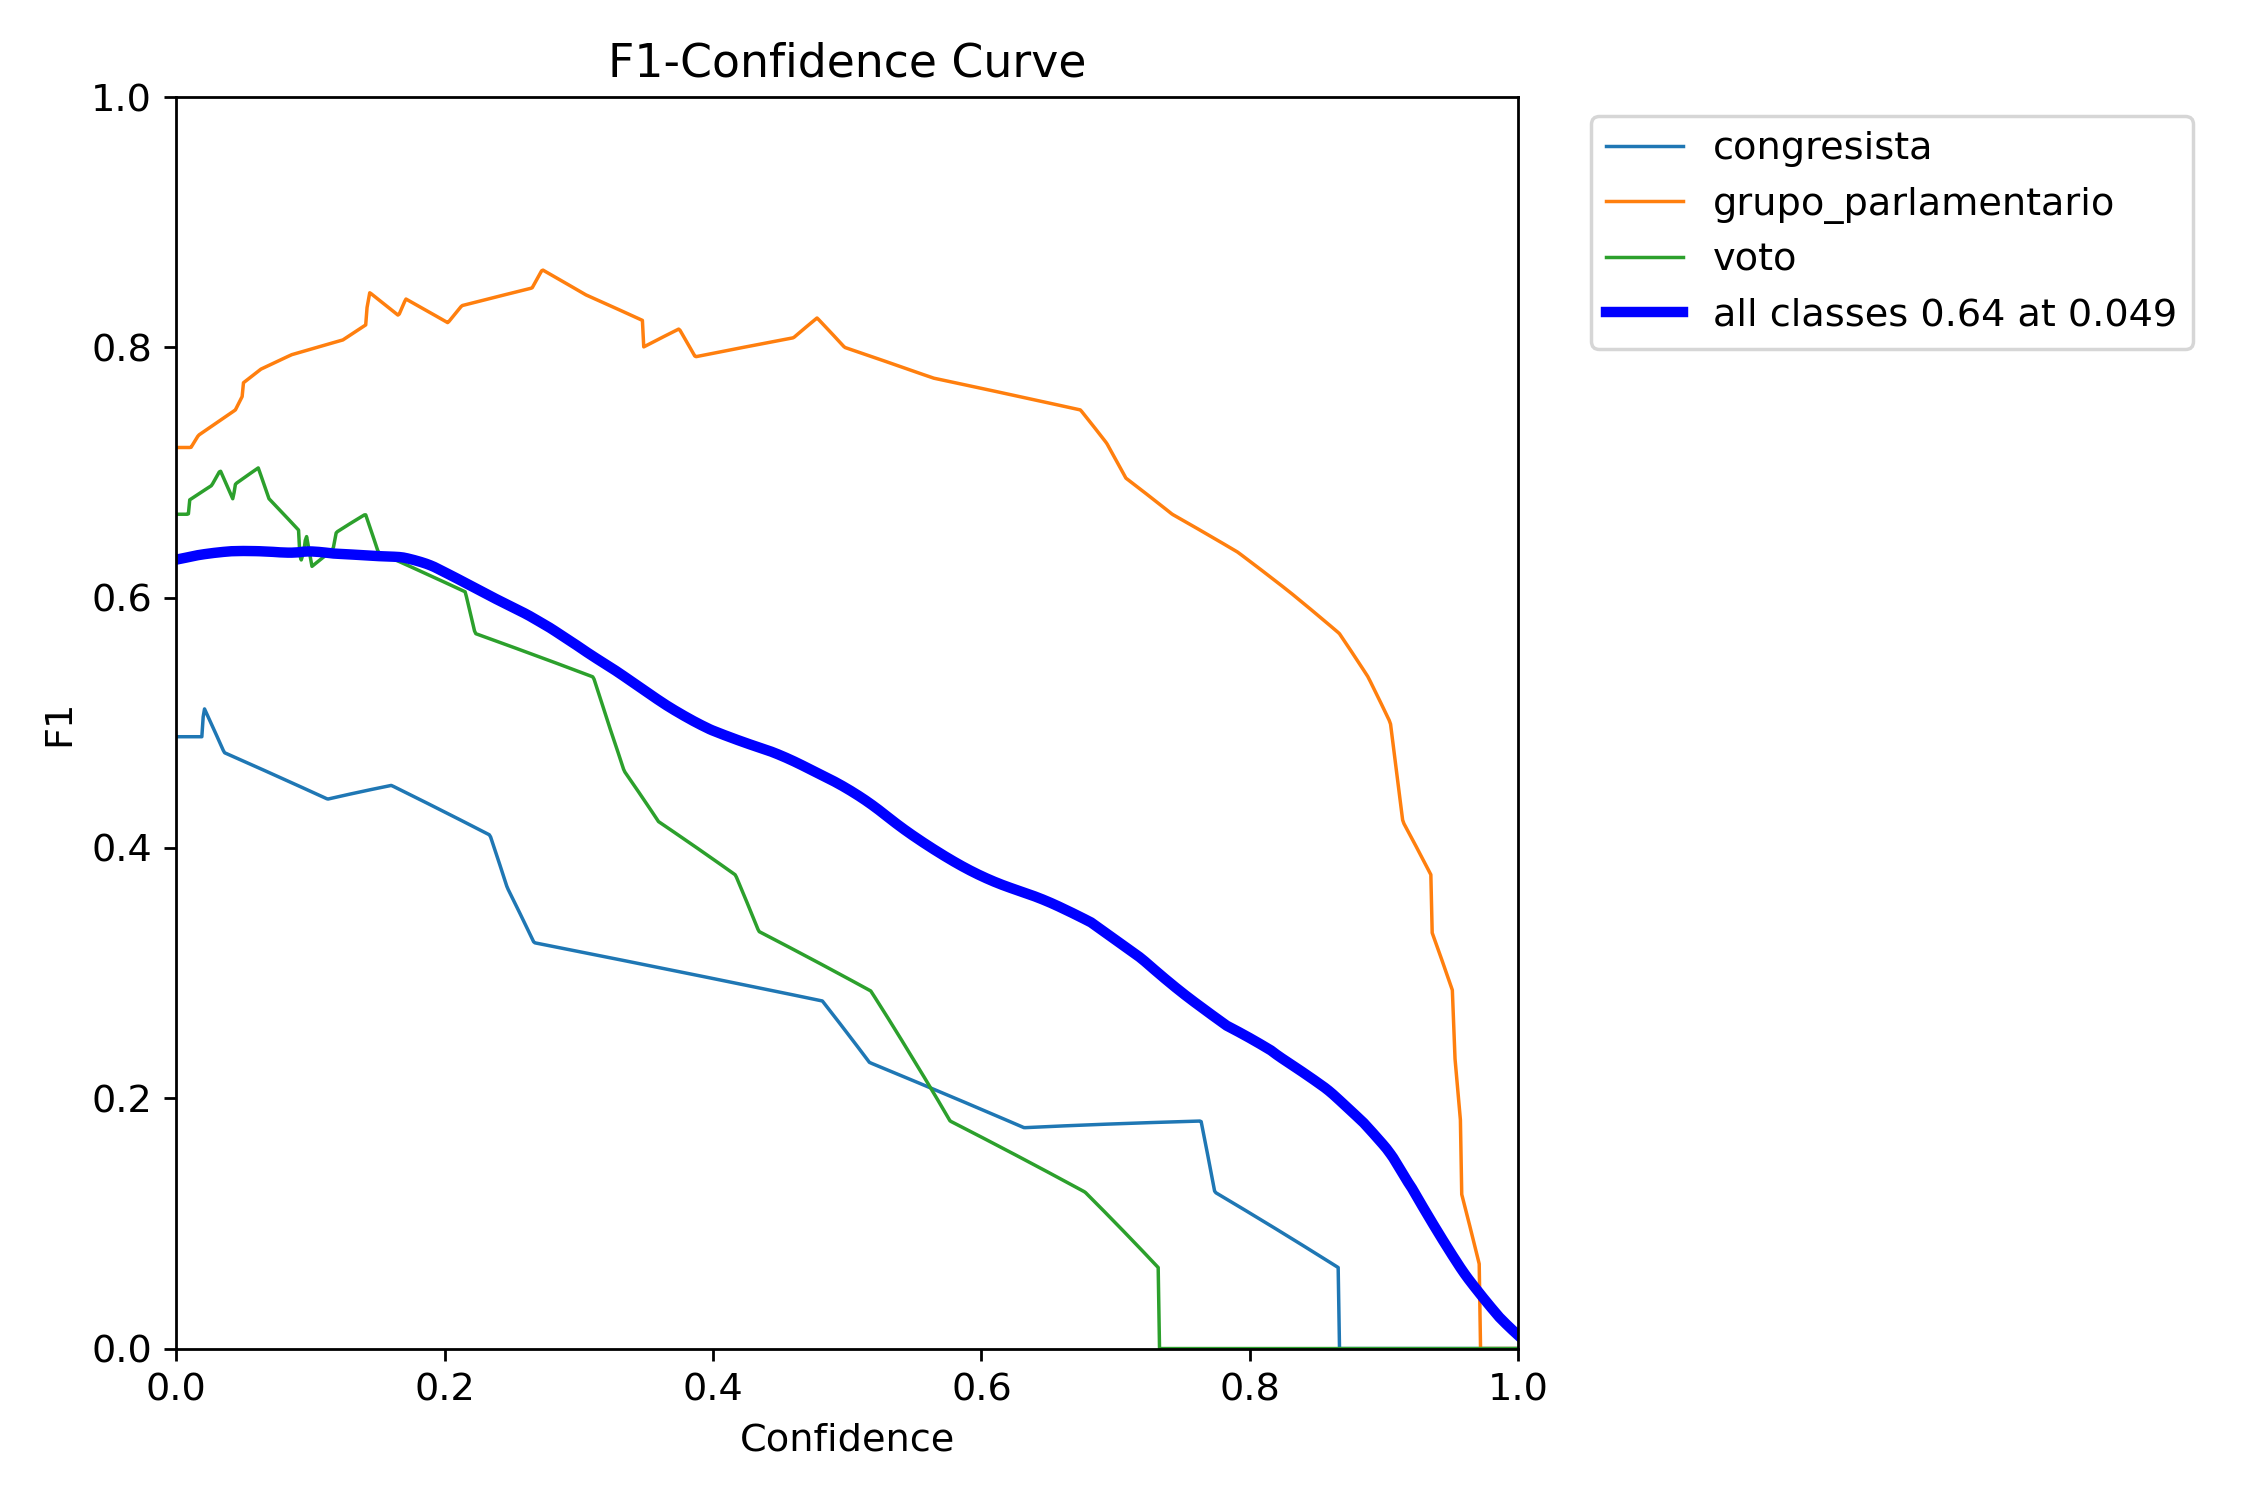 F1-Confidence Curve
1.0
0.8
0.6
0.4
0.2
0.0
F1
0.0 0.2 0.4 0.6 0.8 1.0
Confidence
congresista
grupo_parlamentario
voto
all classes 0.64 at 0.049